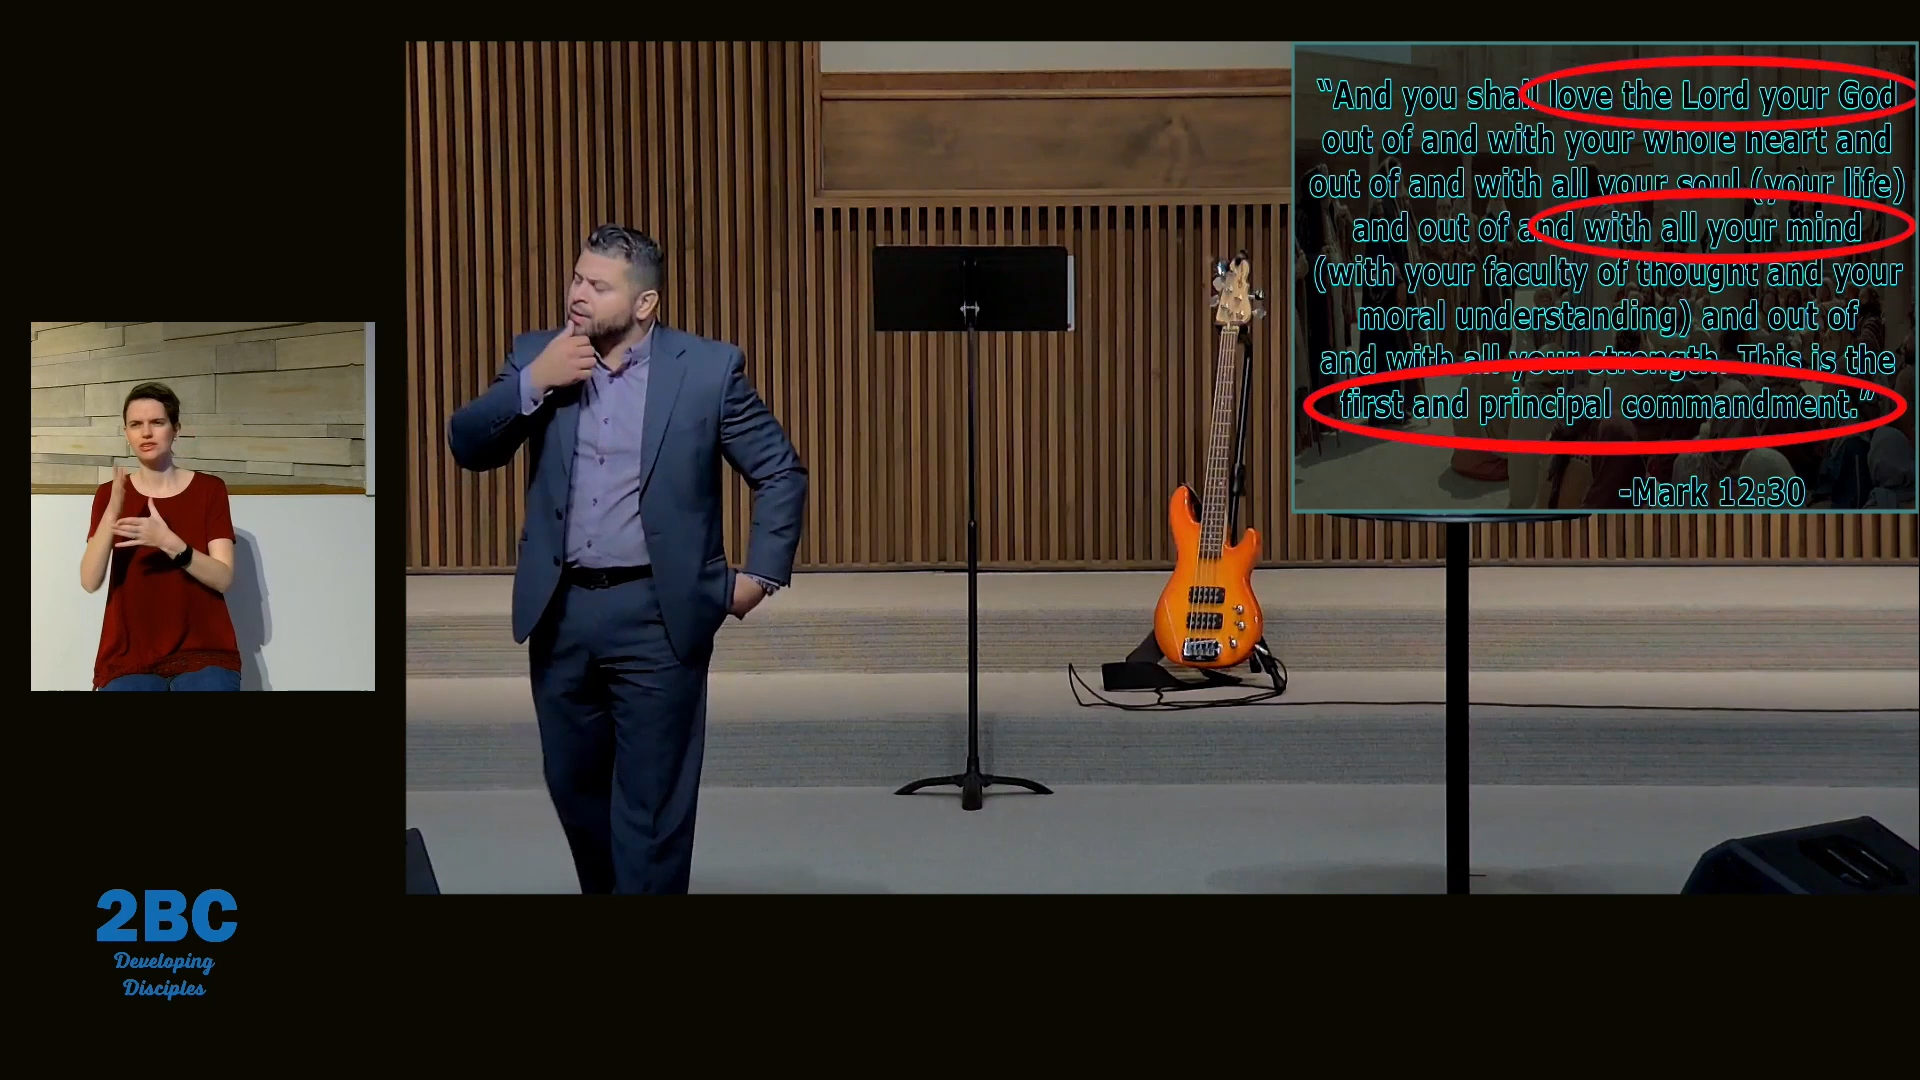 “And you shall love the Lord your God
out of and with your whole heart and
out of and with all your soul (your life)
and out of and with all your mind
(with your faculty of thought and your
moral understanding) and out of
and with all your strength. This is the
first and principal commandment.”
-Mark 12:30
2BC
Developing
Disciples